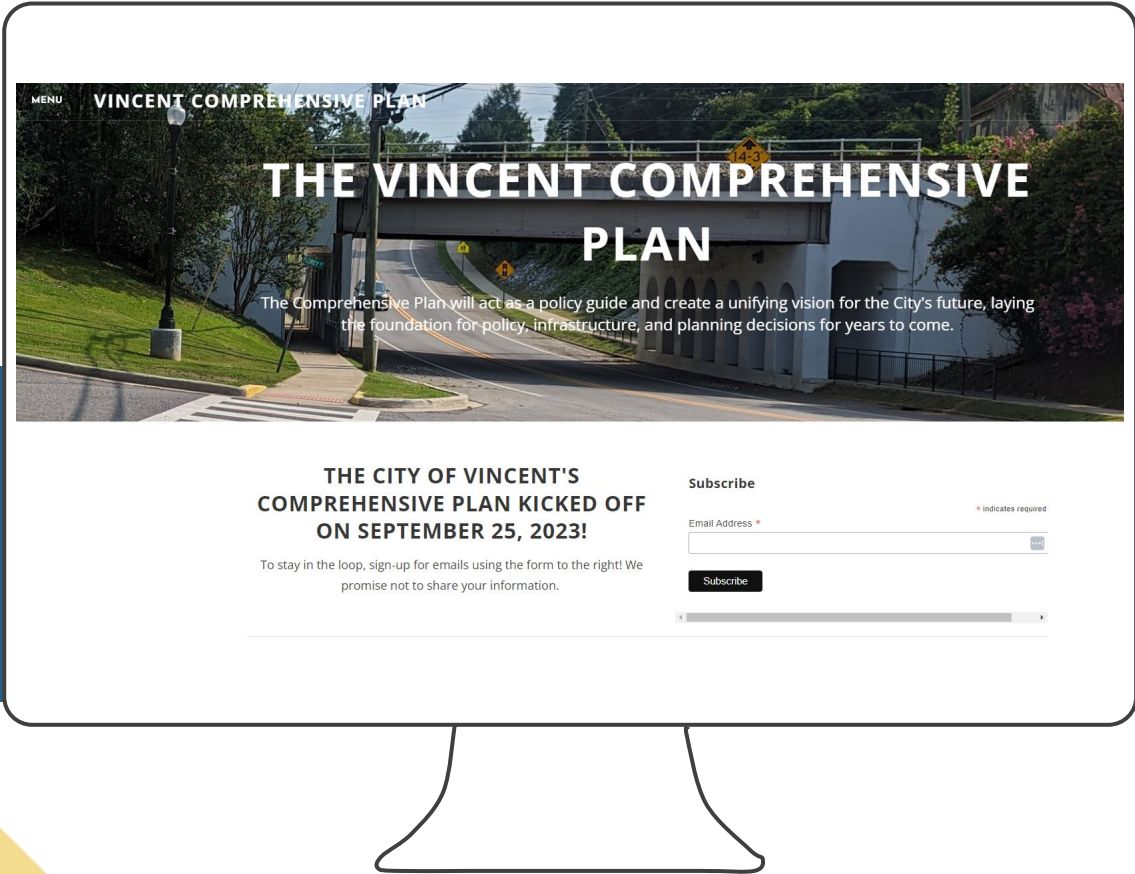 MENU
VINCENT COMPREHENSIVE PLAN
14-3
THE VINCENT COMPREHENSIVE
PLAN
The Comprehensive Plan will act as a policy guide and create a unifying vision for the City's future, laying
the foundation for policy, infrastructure, and planning decisions for years to come.
THE CITY OF VINCENT'S
COMPREHENSIVE PLAN KICKED OFF
ON SEPTEMBER 25, 2023!
To stay in the loop, sign-up for emails using the form to the right! We
promise not to share your information.
Subscribe
* indicates required
Email Address *
Subscribe